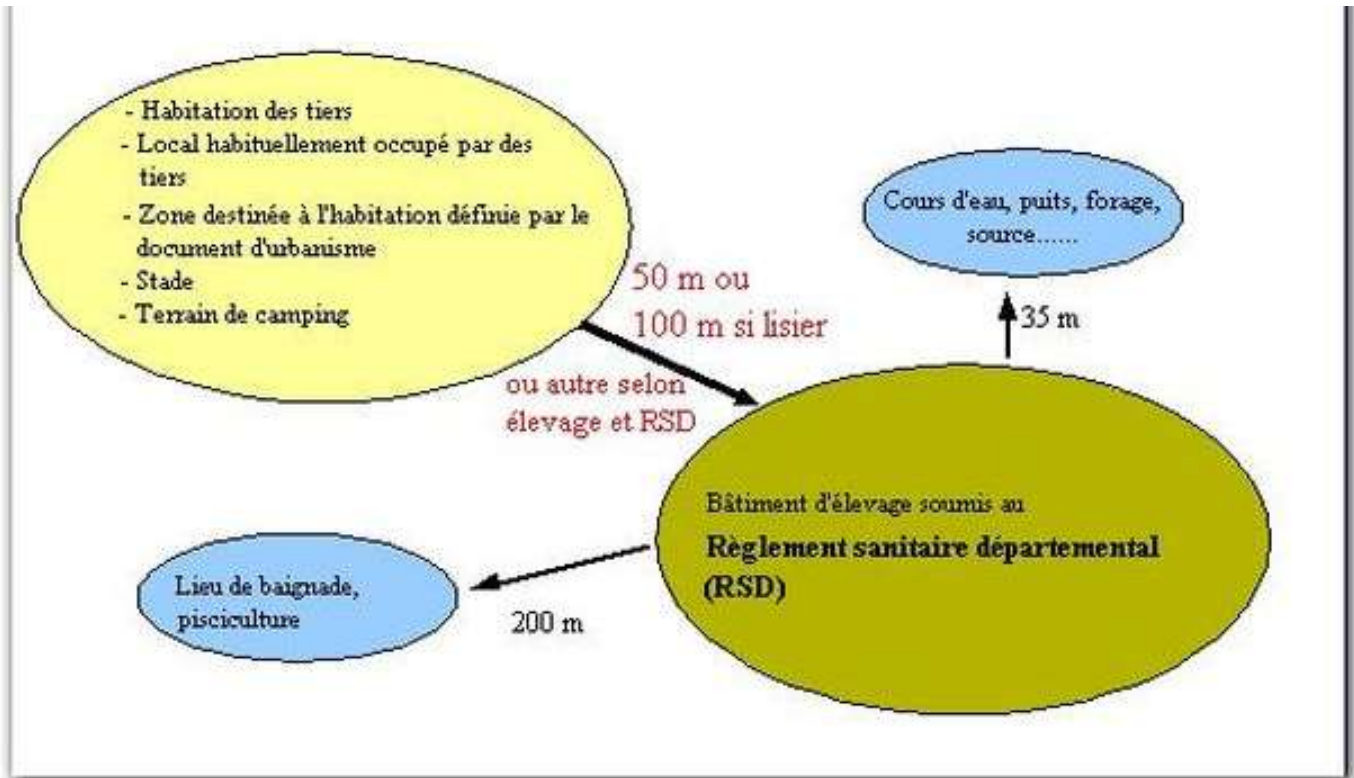 - Habitation des tiers
- Local habituellement occupé par des
tiers
- Zone destinée à l'habitation définie par le
document d'urbanisme
- Stade
- Terrain de camping
Cours d'eau, puits, forage,
source......
50 m ou
100 m si lisier
35 m
ou autre selon
élevage et RSD
Bâtiment d'élevage soumis au
Règlement sanitaire départemental
(RSD)
Lieu de baignade,
pisciculture
200 m